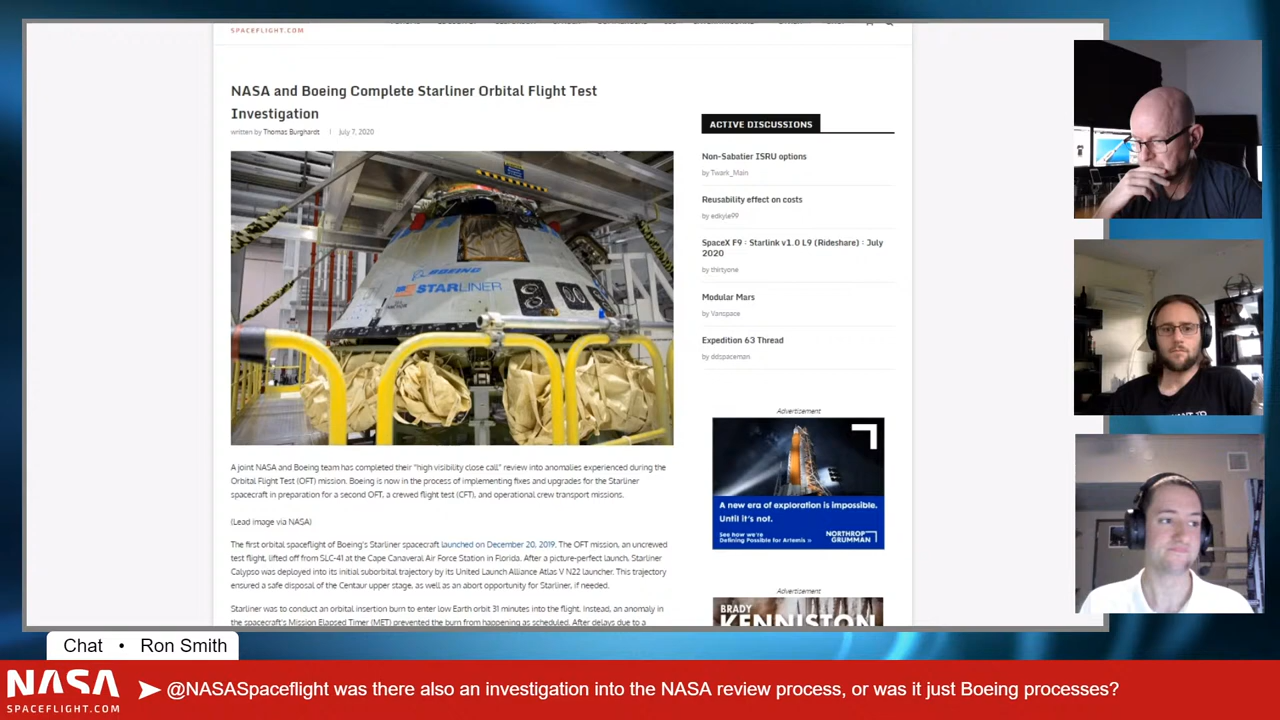 SPACEFLIGHT.COM
NASA and Boeing Complete Starliner Orbital Flight Test
Investigation
written by Thomas Burghardt | July 7, 2020
BOEING
STARLINER
A joint NASA and Boeing team has completed their "high visibility close call" review into anomalies experienced during the
Orbital Flight Test (OFT) mission. Boeing is now in the process of implementing fixes and upgrades for the Starliner
spacecraft in preparation for a second OFT, a crewed flight test (CFT), and operational crew transport missions.
(Lead image via NASA)
The first orbital spaceflight of Boeing's Starliner spacecraft launched on December 20, 2019. The OFT mission, an uncrewed
test flight, lifted off from SLC-41 at the Cape Canaveral Air Force Station in Florida. After a picture-perfect launch, Starliner
Calypso was deployed into its initial suborbital trajectory by its United Launch Alliance Atlas V N22 launcher. This trajectory
ensured a safe disposal of the Centaur upper stage, as well as an abort opportunity for Starliner, if needed.
Starliner was to conduct an orbital insertion burn to enter low Earth orbit 31 minutes into the flight. Instead, an anomaly in
the spacecraft's Mission Elapsed Timer (MET) prevented the burn from happening as scheduled. After delays due to a
ACTIVE DISCUSSIONS
Non-Sabatier ISRU options
by Twark_Main
Reusability effect on costs
by edkyle99
SpaceX F9 : Starlink v1.0 L9 (Rideshare) : July
2020
by thirtyone
Modular Mars
by Vanspace
Expedition 63 Thread
by ddspaceman
Advertisement
A new era of exploration is impossible.
Until it's not.
See how we're
Defining Possible for Artemis »
NORTHROP
GRUMMAN
Advertisement
BRADY
KENNISTON
Chat • Ron Smith
NASA
SPACEFLIGHT.COM
@NASASpaceflight was there also an investigation into the NASA review process, or was it just Boeing processes?